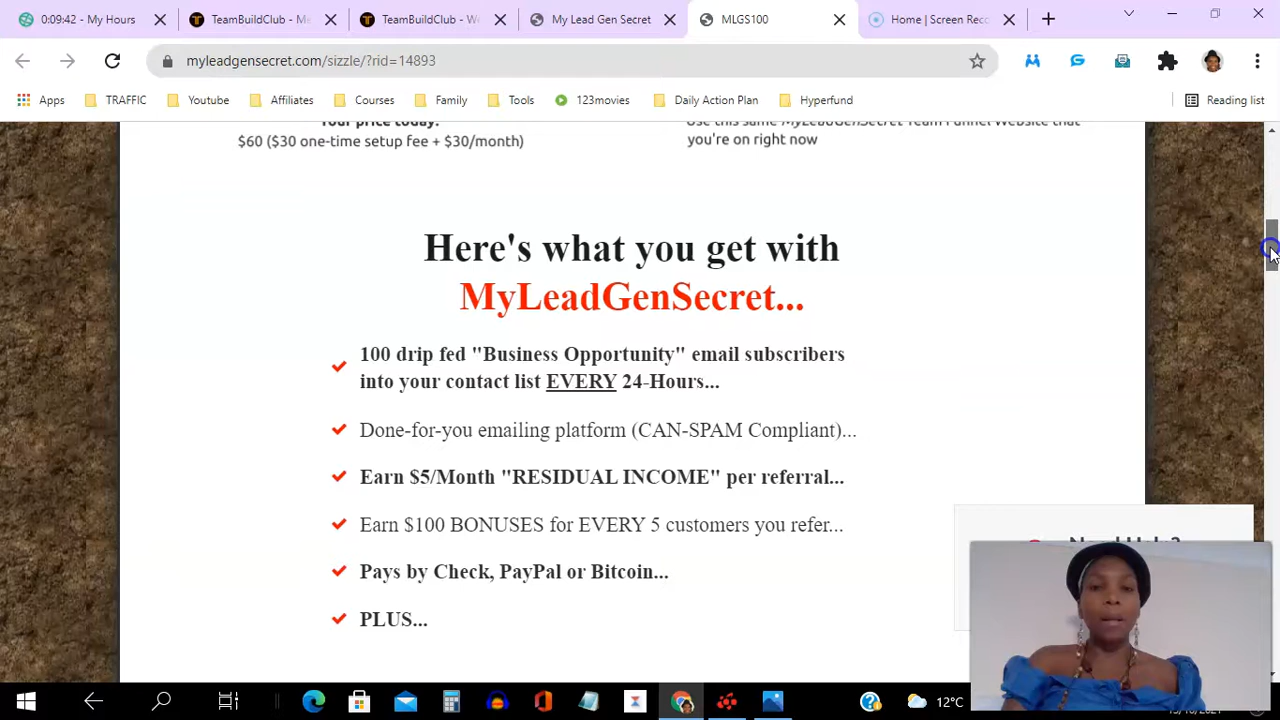 0:09:42 - My Hours
TeamBuildClub - M
TeamBuildClub - W
My Lead Gen Secret
MLGS100
Home | Screen Rec
myleadgensecret.com/sizzle/?rid=14893
Apps
TRAFFIC
Youtube
Affiliates
Courses
Family
Tools
123movies
Daily Action Plan
Hyperfund
Reading list
Your price today:
$60 ($30 one-time setup fee + $30/month)
Use this same MyLeadGenSecret Team Funnel Website that
you're on right now
Here's what you get with
MyLeadGenSecret...
100 drip fed "Business Opportunity" email subscribers
into your contact list EVERY 24-Hours...
Done-for-you emailing platform (CAN-SPAM Compliant)...
Earn $5/Month "RESIDUAL INCOME" per referral...
Earn $100 BONUSES for EVERY 5 customers you refer...
Pays by Check, PayPal or Bitcoin...
PLUS...
Need Help?
12°C